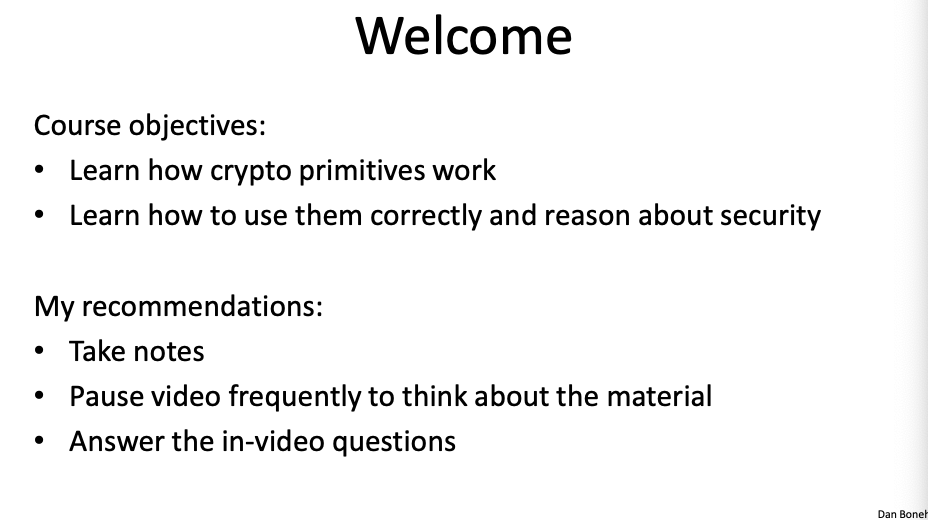 Welcome
Course objectives:
• Learn how crypto primitives work
• Learn how to use them correctly and reason about security
My recommendations:
• Take notes
• Pause video frequently to think about the material
• Answer the in-video questions
Dan Boneh